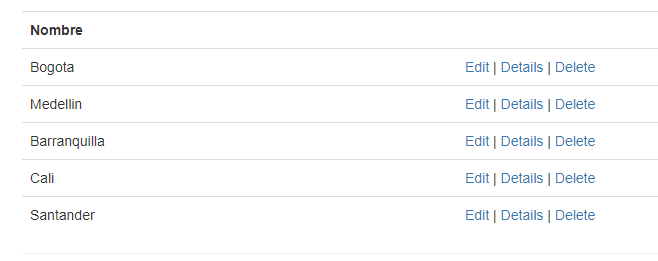 Nombre
Bogota Edit | Details | Delete
Medellin Edit | Details | Delete
Barranquilla Edit | Details | Delete
Cali Edit | Details | Delete
Santander Edit | Details | Delete